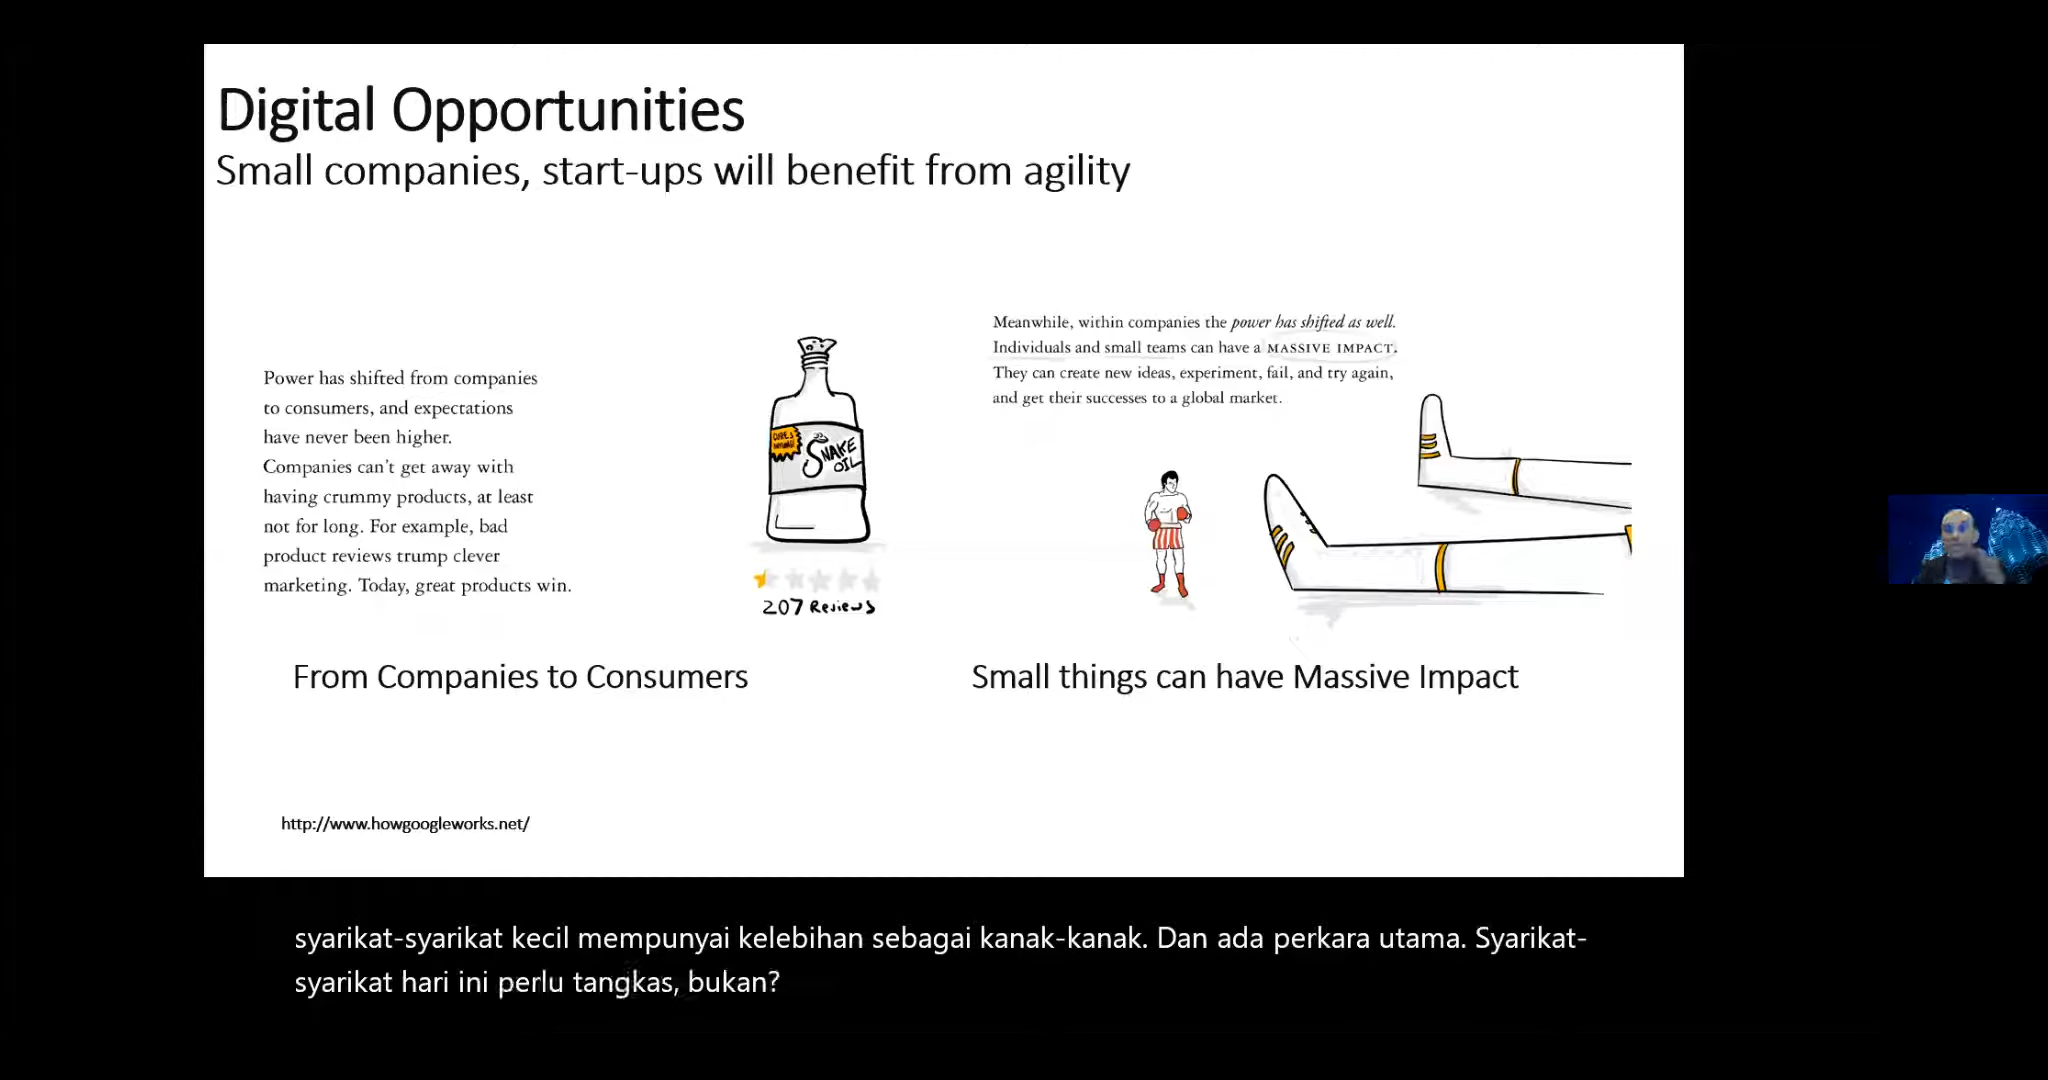 Digital Opportunities
Small companies, start-ups will benefit from agility
Power has shifted from companies
to consumers, and expectations
have never been higher.
Companies can't get away with
having crummy products, at least
not for long. For example, bad
product reviews trump clever
marketing. Today, great products win.
SNAKE
OIL
207 Reviews
From Companies to Consumers
Meanwhile, within companies the power has shifted as well.
Individuals and small teams can have a MASSIVE IMPACT.
They can create new ideas, experiment, fail, and try again,
and get their successes to a global market.
Small things can have Massive Impact
http://www.howgoogleworks.net/
syarikat-syarikat kecil mempunyai kelebihan sebagai kanak-kanak. Dan ada perkara utama. Syarikat-
syarikat hari ini perlu tangkas, bukan?